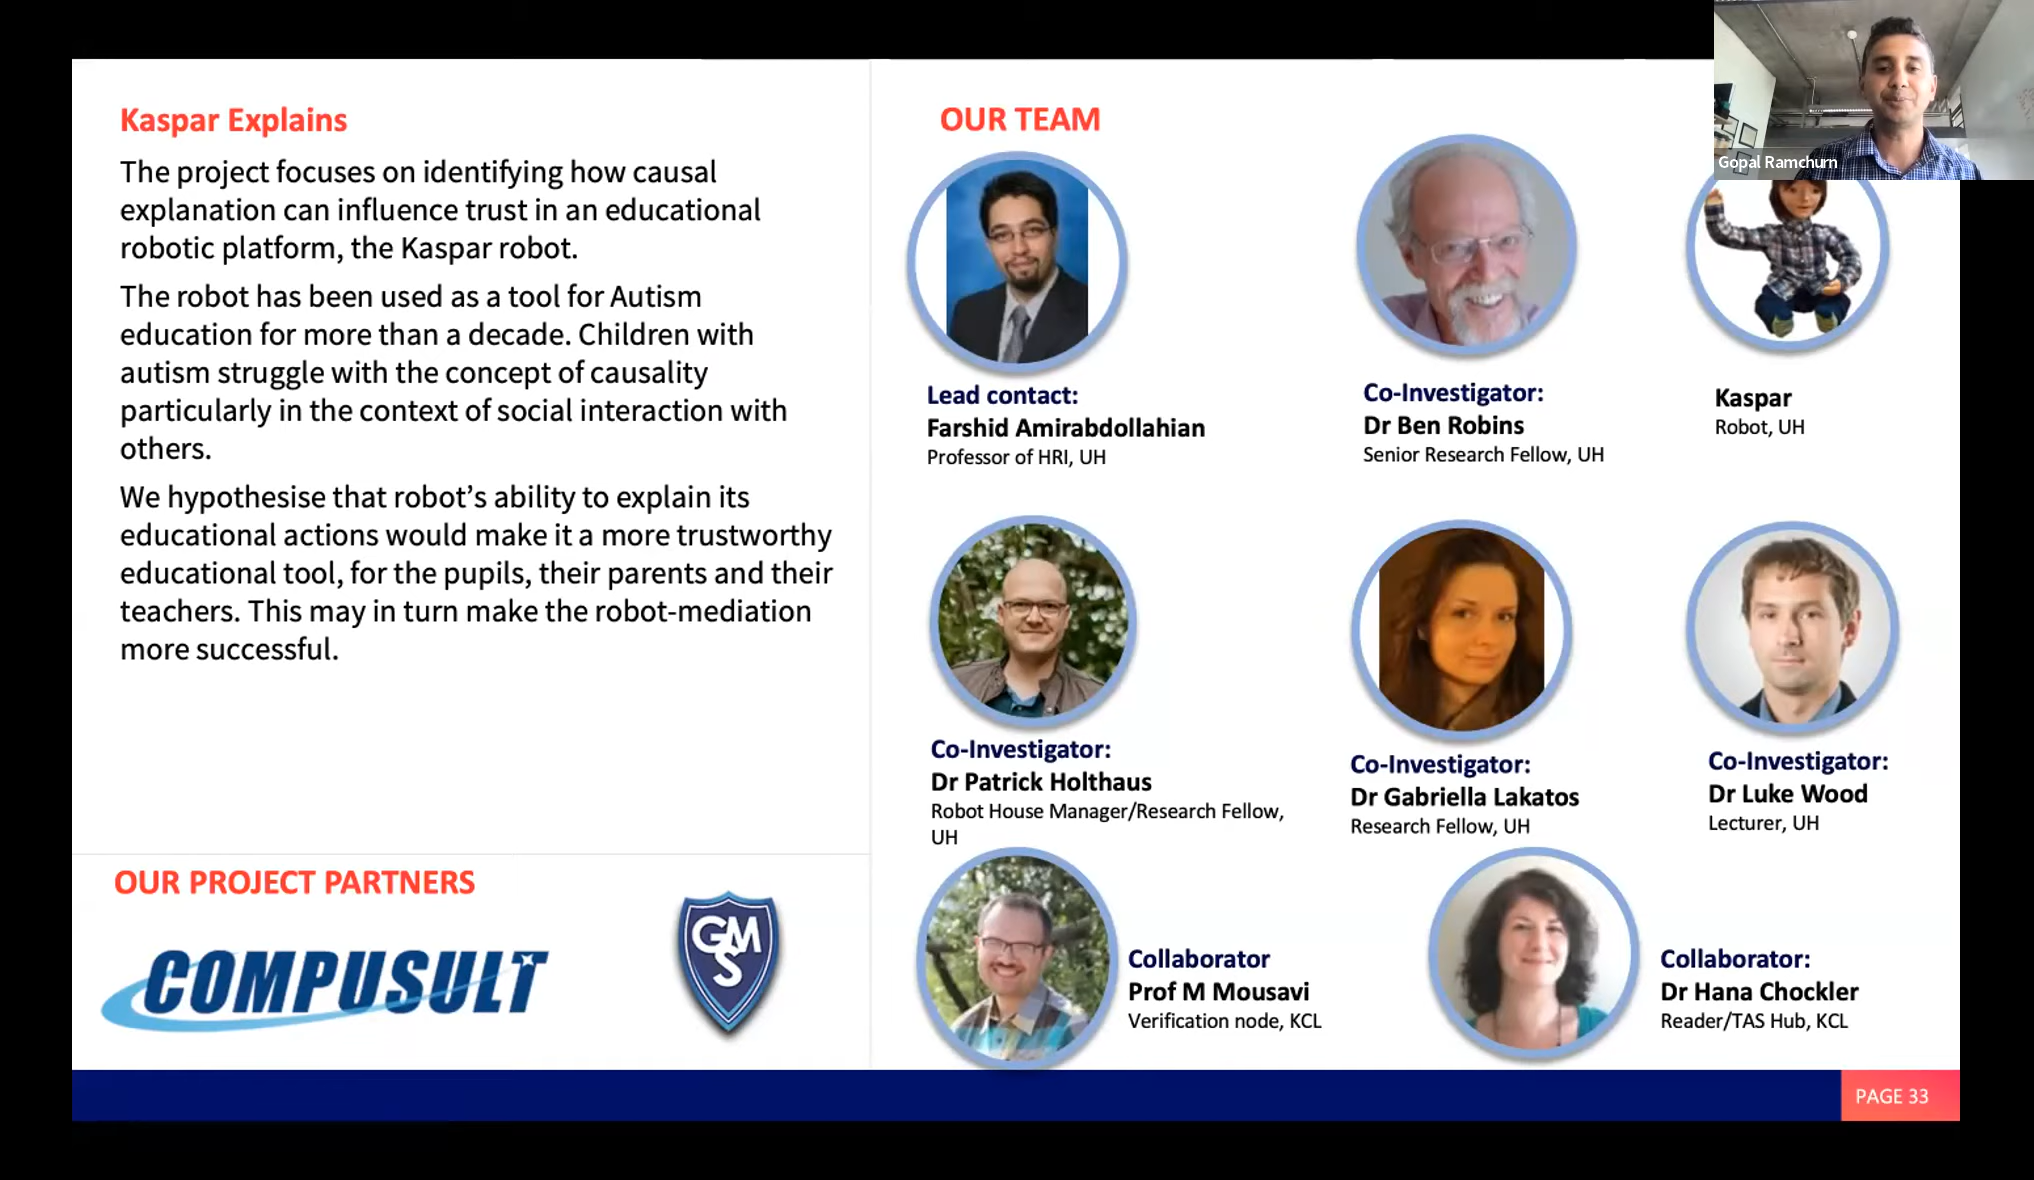 Kaspar Explains
The project focuses on identifying how causal
explanation can influence trust in an educational
robotic platform, the Kaspar robot.
The robot has been used as a tool for Autism
education for more than a decade. Children with
autism struggle with the concept of causality
particularly in the context of social interaction with
others.
We hypothesise that robot's ability to explain its
educational actions would make it a more trustworthy
educational tool, for the pupils, their parents and their
teachers. This may in turn make the robot-mediation
more successful.
OUR PROJECT PARTNERS
COMPUSULT
GMS
OUR TEAM
Gopal Ramchurn
Lead contact:
Farshid Amirabdollahian
Professor of HRI, UH
Co-Investigator:
Dr Ben Robins
Senior Research Fellow, UH
Kaspar
Robot, UH
Co-Investigator:
Dr Patrick Holthaus
Robot House Manager/Research Fellow,
UH
Co-Investigator:
Dr Gabriella Lakatos
Research Fellow, UH
Co-Investigator:
Dr Luke Wood
Lecturer, UH
Collaborator
Prof M Mousavi
Verification node, KCL
Collaborator:
Dr Hana Chockler
Reader/TAS Hub, KCL
PAGE 33